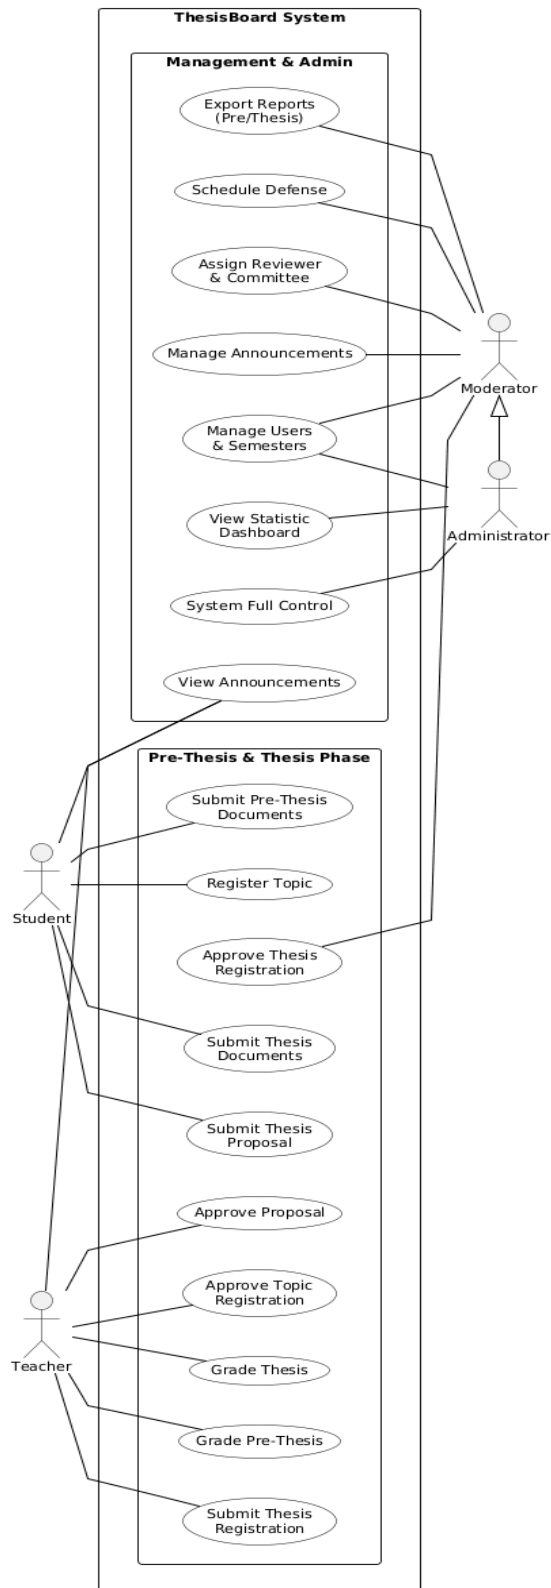 ThesisBoard System
Management & Admin
Export Reports
(Pre/Thesis)
Schedule Defense
Assign Reviewer
& Committee
Manage Announcements
Moderator
Manage Users
& Semesters
View Statistic
Dashboard
Administrator
System Full Control
View Announcements
Pre-Thesis & Thesis Phase
Submit Pre-Thesis
Documents
Register Topic
Student
Approve Thesis
Registration
Submit Thesis
Documents
Submit Thesis
Proposal
Approve Proposal
Approve Topic
Registration
Teacher
Grade Thesis
Grade Pre-Thesis
Submit Thesis
Registration